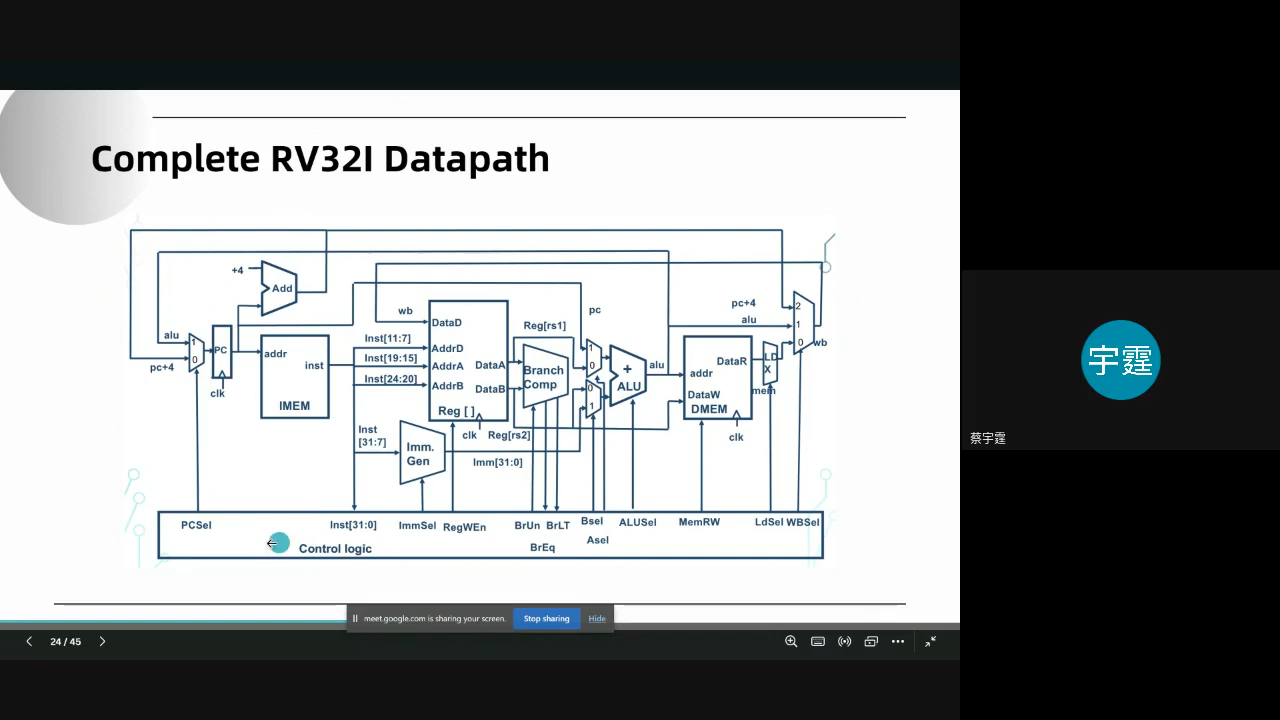 Complete RV32I Datapath
+4
Add
wb
DataD
pc
pc+4
2
alu
1
PC
0
pc+4
clk
addr
inst
IMEM
Inst[11:7]
Inst[19:15]
Inst[24:20]
AddrD
AddrA
AddrB
DataA
DataB
Reg [ ]
clk
Reg[rs1]
Branch
Comp
Reg[rs2]
1
0
0
1
+
ALU
alu
alu
1
0
wb
addr
DataR
DataW
DMEM
clk
LD
X
mem
Inst
[31:7]
Imm.
Gen
Imm[31:0]
PCSel
Inst[31:0]
ImmSel
RegWEn
BrUn
BrLT
BrEq
Bsel
Asel
ALUSel
MemRW
LdSel
WBSel
Control logic
meet.google.com is sharing your screen.
Stop sharing
Hide
24 / 45
宇霆
蔡宇霆